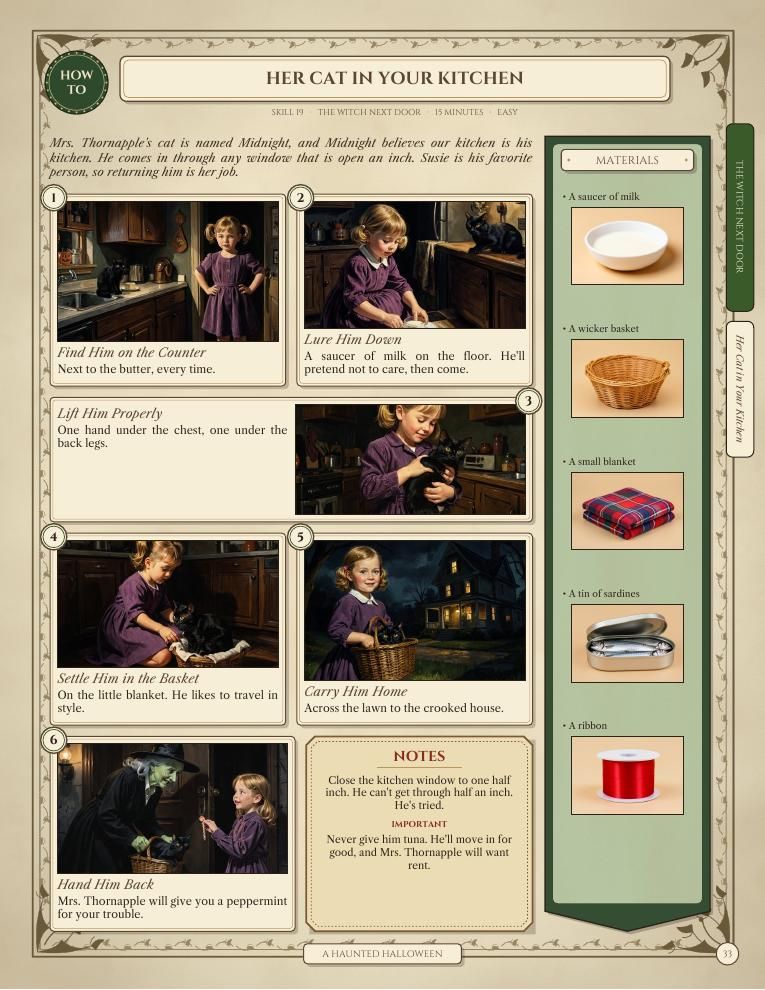 HOW
TO
HER CAT IN YOUR KITCHEN
SKILL 19 · THE WITCH NEXT DOOR · 15 MINUTES · EASY
Mrs. Thornapple's cat is named Midnight, and Midnight believes our kitchen is his
kitchen. He comes in through any window that is open an inch. Susie is his favorite
person, so returning him is her job.
1
Find Him on the Counter
Next to the butter, every time.
2
Lure Him Down
A saucer of milk on the floor. He'll
pretend not to care, then come.
3
Lift Him Properly
One hand under the chest, one under the
back legs.
4
Settle Him in the Basket
On the little blanket. He likes to travel in
style.
5
Carry Him Home
Across the lawn to the crooked house.
6
Hand Him Back
Mrs. Thornapple will give you a peppermint
for your trouble.
NOTES
Close the kitchen window to one half
inch. He can't get through half an inch.
He's tried.
IMPORTANT
Never give him tuna. He'll move in for
good, and Mrs. Thornapple will want
rent.
MATERIALS
• A saucer of milk
• A wicker basket
• A small blanket
• A tin of sardines
• A ribbon
THE WITCH NEXT DOOR
Her Cat in Your Kitchen
A HAUNTED HALLOWEEN
33